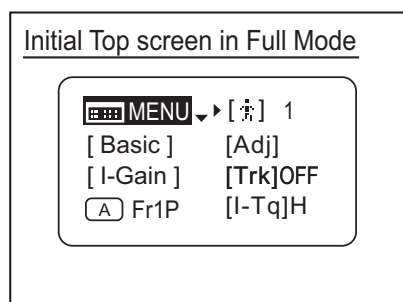 Initial Top screen in Full Mode
MENU [ ] 1
[ Basic ] [Adj]
[ I-Gain ] [Trk]OFF
A Fr1P [I-Tq]H